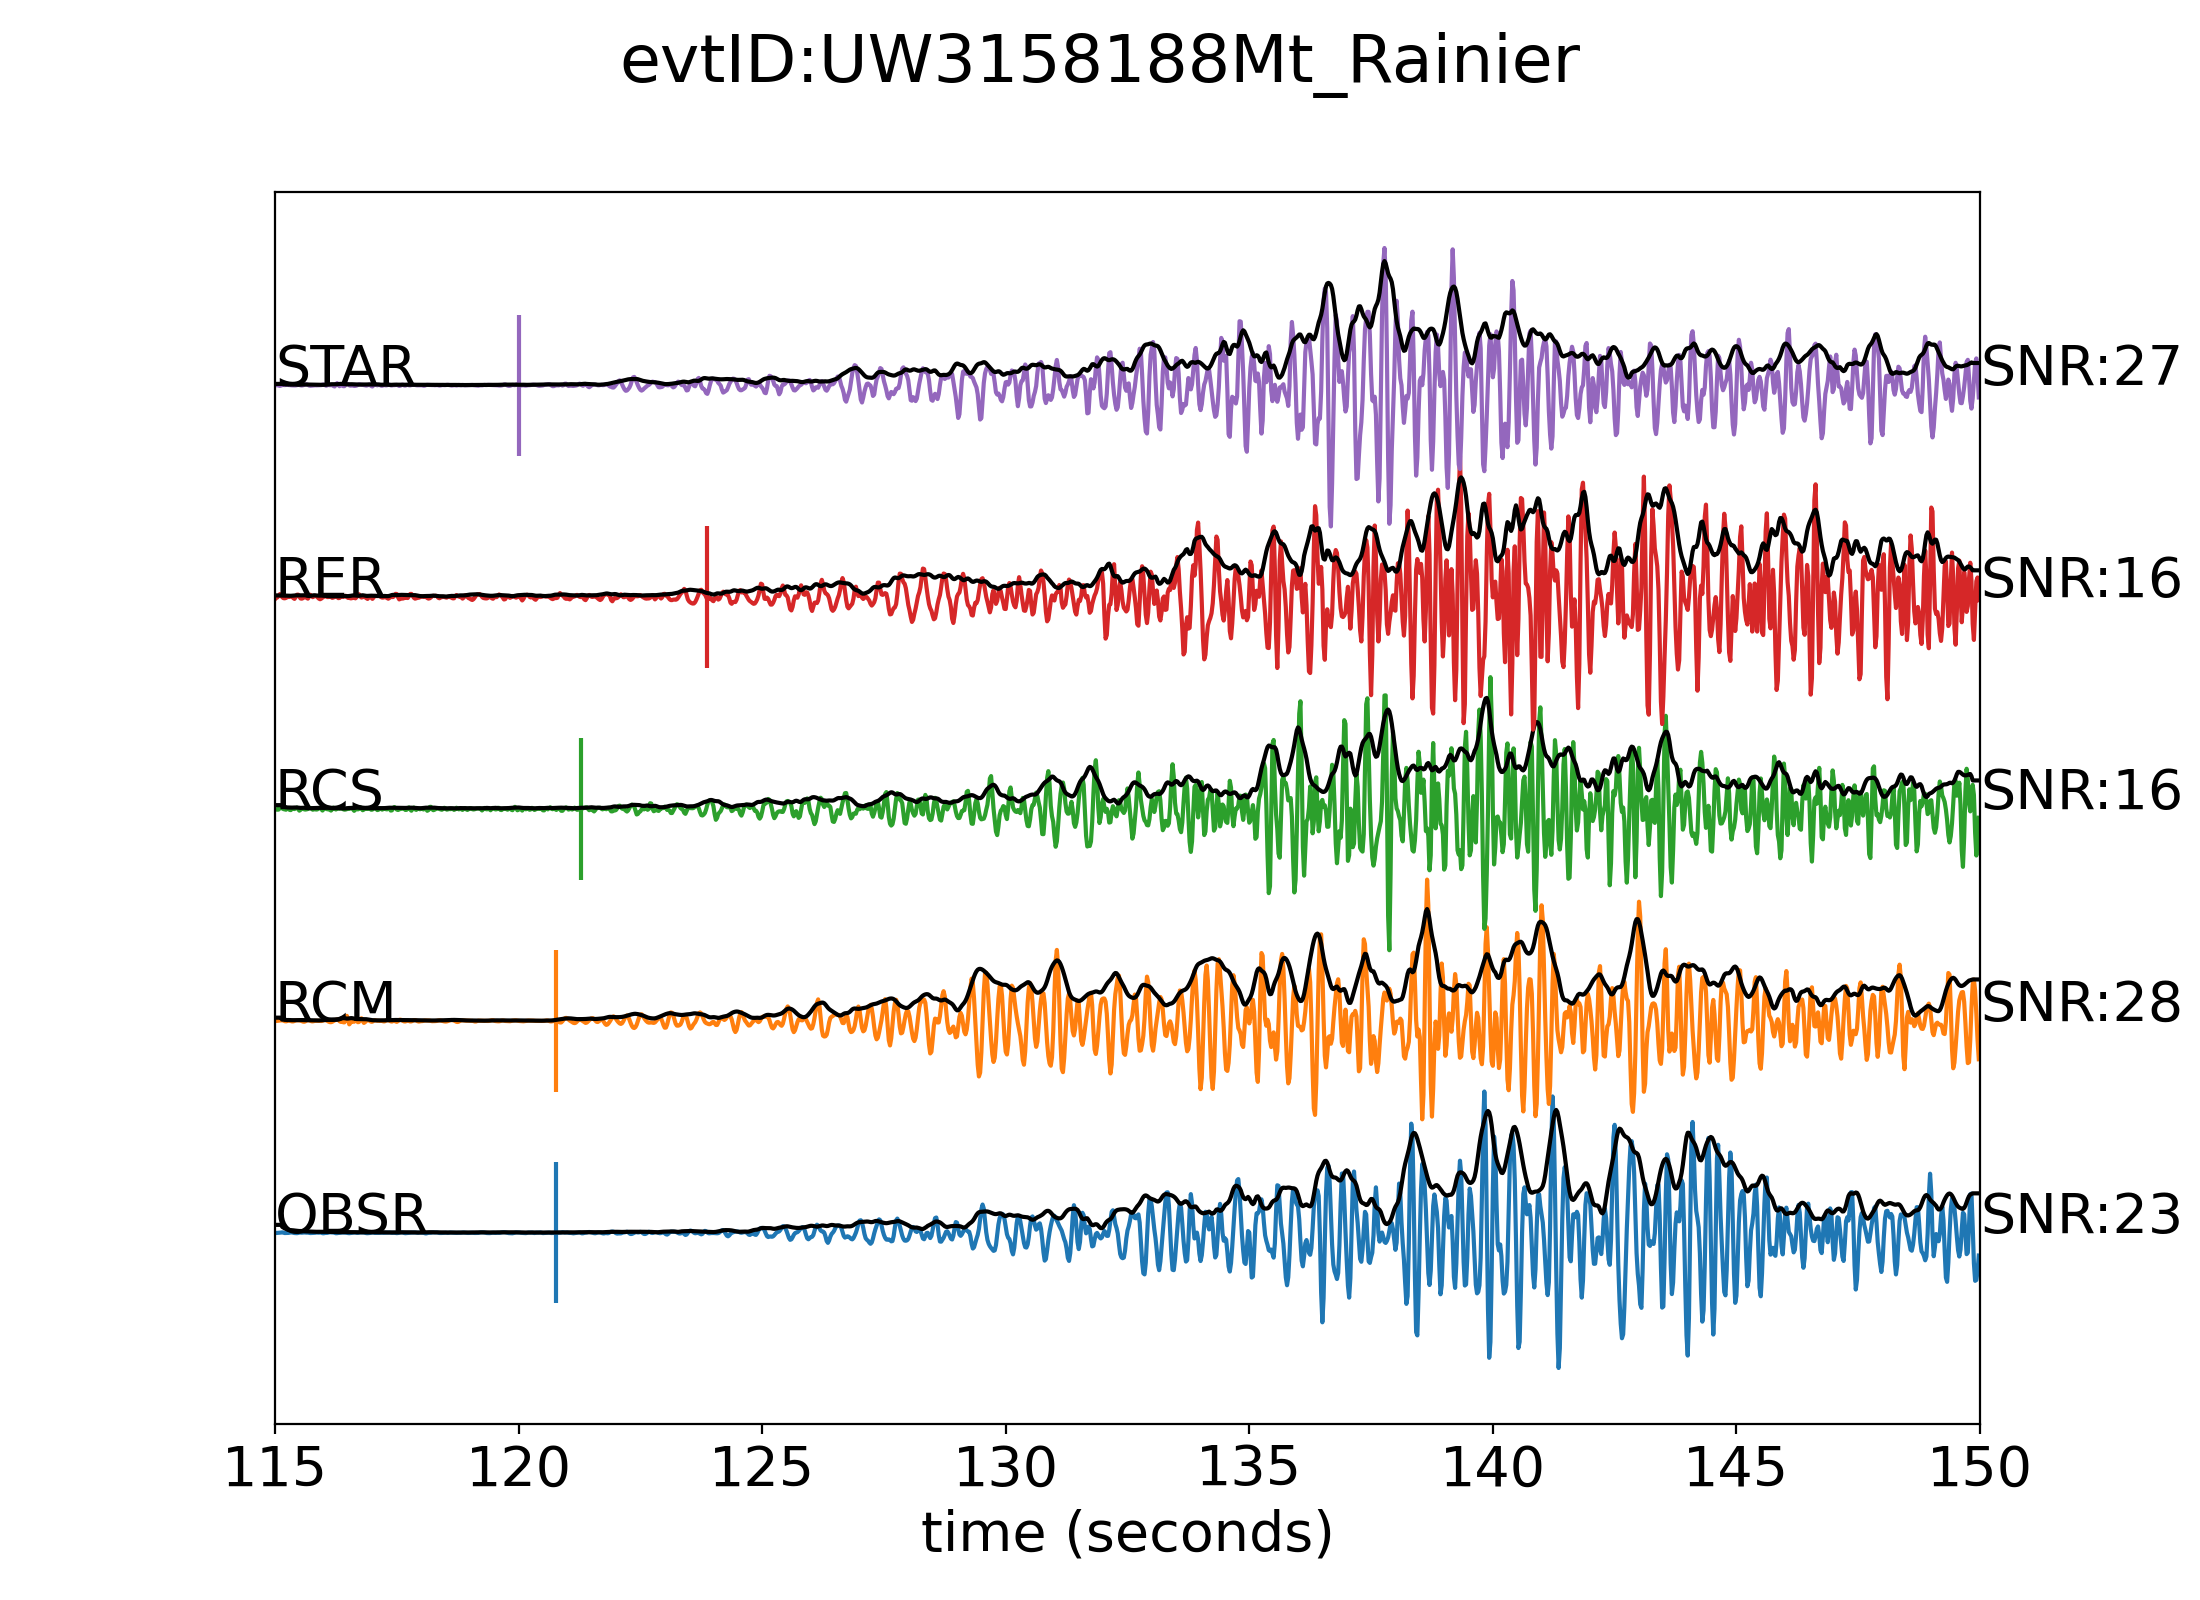 evtID:UW3158188Mt_Rainier
STAR SNR:27
RER SNR:16
RCS SNR:16
RCM SNR:28
OBSR SNR:23
115 120 125 130 135 140 145 150
time (seconds)